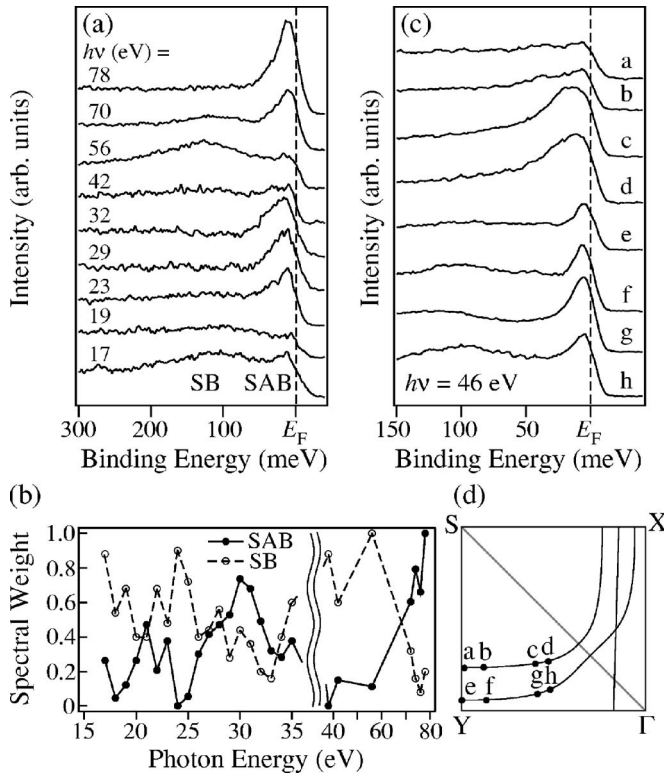 (a)
hν (eV) =
78
70
56
42
32
29
23
19
17
SB SAB
Intensity (arb. units)
300 200 100 E_F
Binding Energy (meV)
(c)
a
b
c
d
e
f
g
h
hν = 46 eV
Intensity (arb. units)
150 100 50 E_F
Binding Energy (meV)
(b)
SAB
SB
Spectral Weight
1.0
0.8
0.6
0.4
0.2
0
15 20 25 30 35 40 60 80
Photon Energy (eV)
(d)
S X
a b c d
e f g h
Y Γ